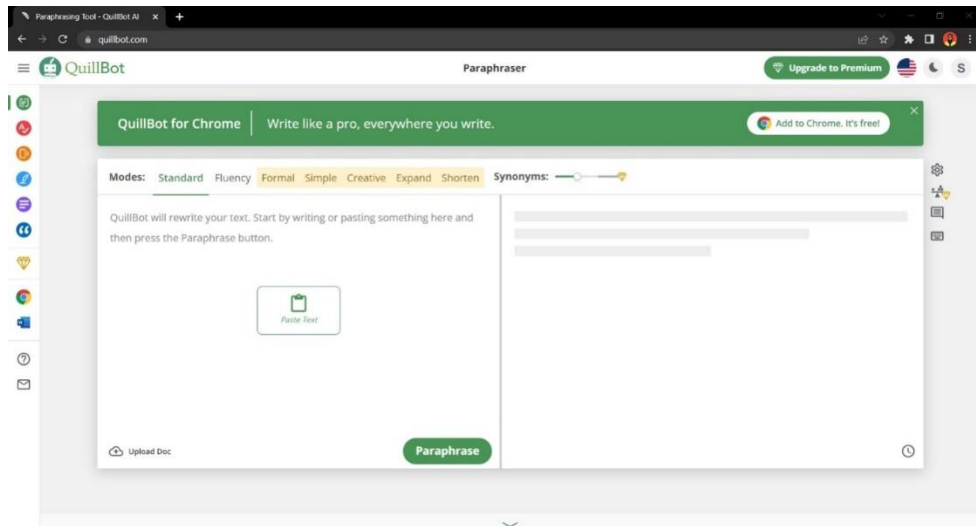 Paraphrasing Tool - QuillBot AI
quillbot.com
QuillBot
Paraphraser
Upgrade to Premium
S
QuillBot for Chrome
Write like a pro, everywhere you write.
Add to Chrome. It's free!
Modes: Standard Fluency Formal Simple Creative Expand Shorten Synonyms:
QuillBot will rewrite your text. Start by writing or pasting something here and
then press the Paraphrase button.
Paste Text
Upload Doc
Paraphrase